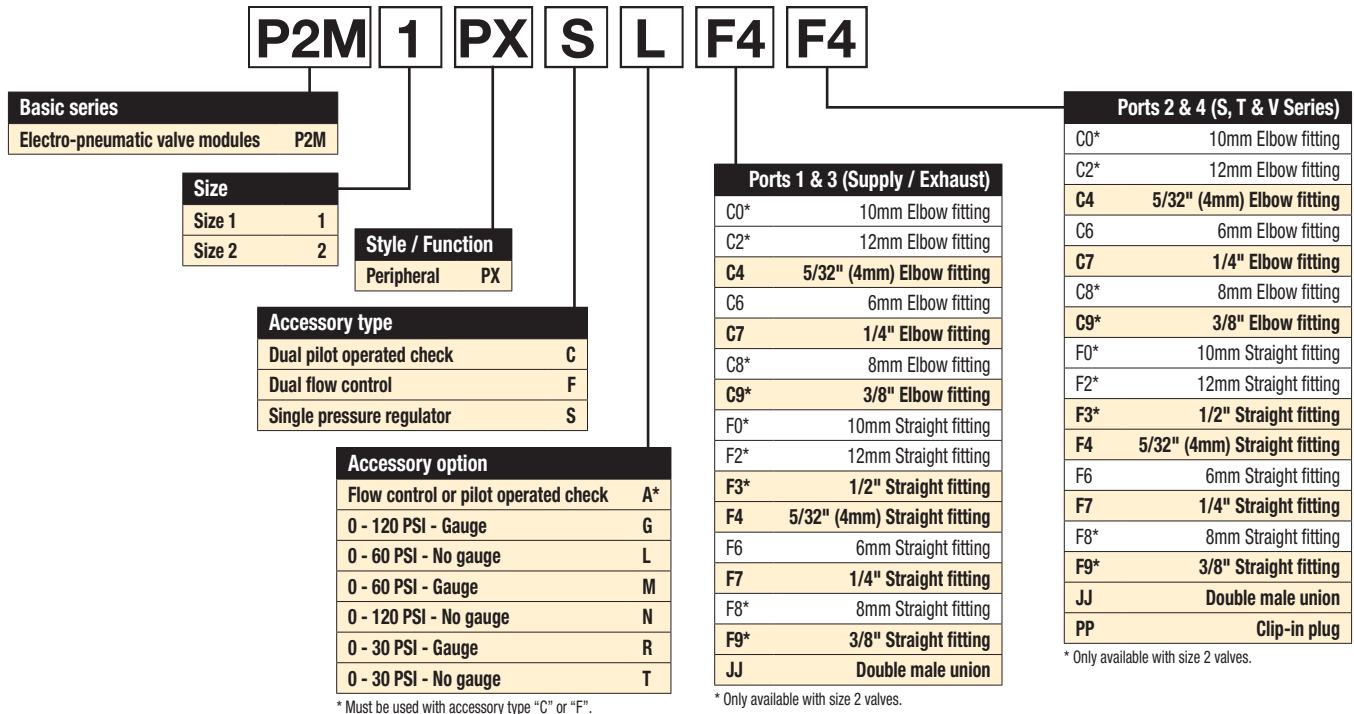 P2M 1 PX S L F4 F4
Basic series
Electro-pneumatic valve modules P2M
Size
Size 1 1
Size 2 2
Style / Function
Peripheral PX
Accessory type
Dual pilot operated check C
Dual flow control F
Single pressure regulator S
Accessory option
Flow control or pilot operated check A*
0 - 120 PSI - Gauge G
0 - 60 PSI - No gauge L
0 - 60 PSI - Gauge M
0 - 120 PSI - No gauge N
0 - 30 PSI - Gauge R
0 - 30 PSI - No gauge T
* Must be used with accessory type “C” or “F”.
Ports 1 & 3 (Supply / Exhaust)
C0* 10mm Elbow fitting
C2* 12mm Elbow fitting
C4 5/32" (4mm) Elbow fitting
C6 6mm Elbow fitting
C7 1/4" Elbow fitting
C8* 8mm Elbow fitting
C9* 3/8" Elbow fitting
F0* 10mm Straight fitting
F2* 12mm Straight fitting
F3* 1/2" Straight fitting
F4 5/32" (4mm) Straight fitting
F6 6mm Straight fitting
F7 1/4" Straight fitting
F8* 8mm Straight fitting
F9* 3/8" Straight fitting
JJ Double male union
* Only available with size 2 valves.
Ports 2 & 4 (S, T & V Series)
C0* 10mm Elbow fitting
C2* 12mm Elbow fitting
C4 5/32" (4mm) Elbow fitting
C6 6mm Elbow fitting
C7 1/4" Elbow fitting
C8* 8mm Elbow fitting
C9* 3/8" Elbow fitting
F0* 10mm Straight fitting
F2* 12mm Straight fitting
F3* 1/2" Straight fitting
F4 5/32" (4mm) Straight fitting
F6 6mm Straight fitting
F7 1/4" Straight fitting
F8* 8mm Straight fitting
F9* 3/8" Straight fitting
JJ Double male union
PP Clip-in plug
* Only available with size 2 valves.